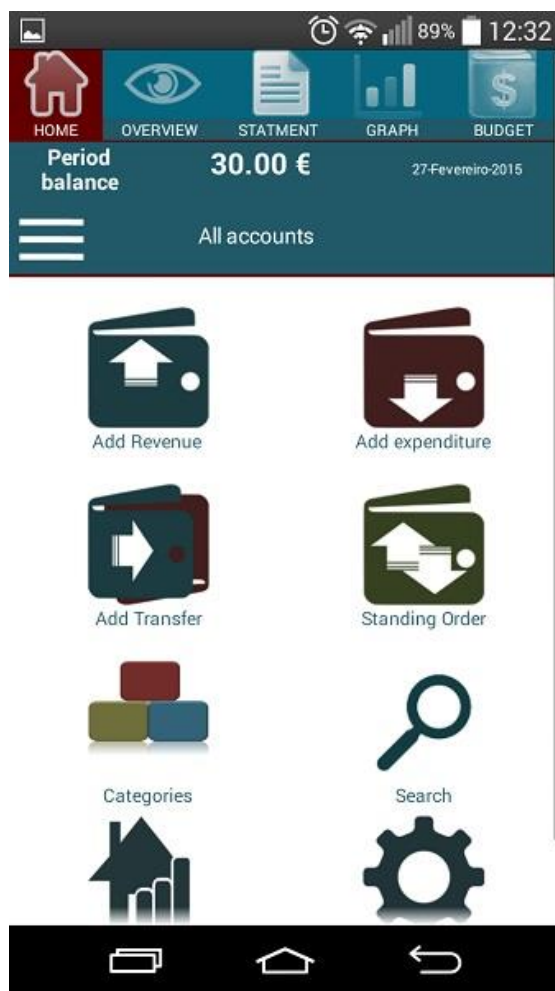 89% 12:32
HOME OVERVIEW STATMENT GRAPH BUDGET
Period
balance
30.00 €
27-Fevereiro-2015
All accounts
Add Revenue
Add expenditure
Add Transfer
Standing Order
Categories
Search